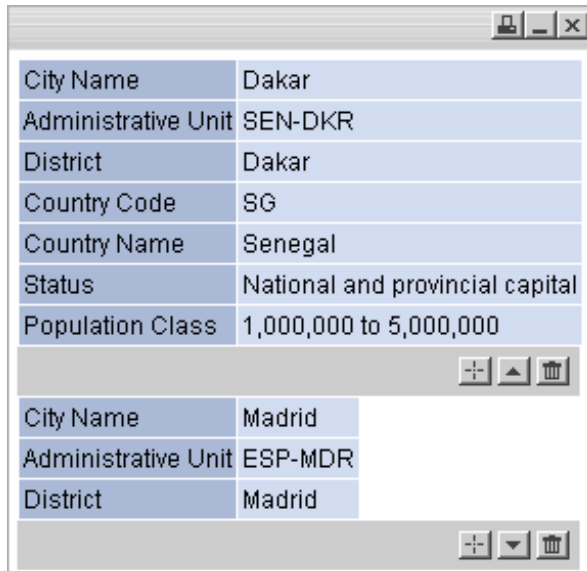 City Name Dakar
Administrative Unit SEN-DKR
District Dakar
Country Code SG
Country Name Senegal
Status National and provincial capital
Population Class 1,000,000 to 5,000,000
City Name Madrid
Administrative Unit ESP-MDR
District Madrid